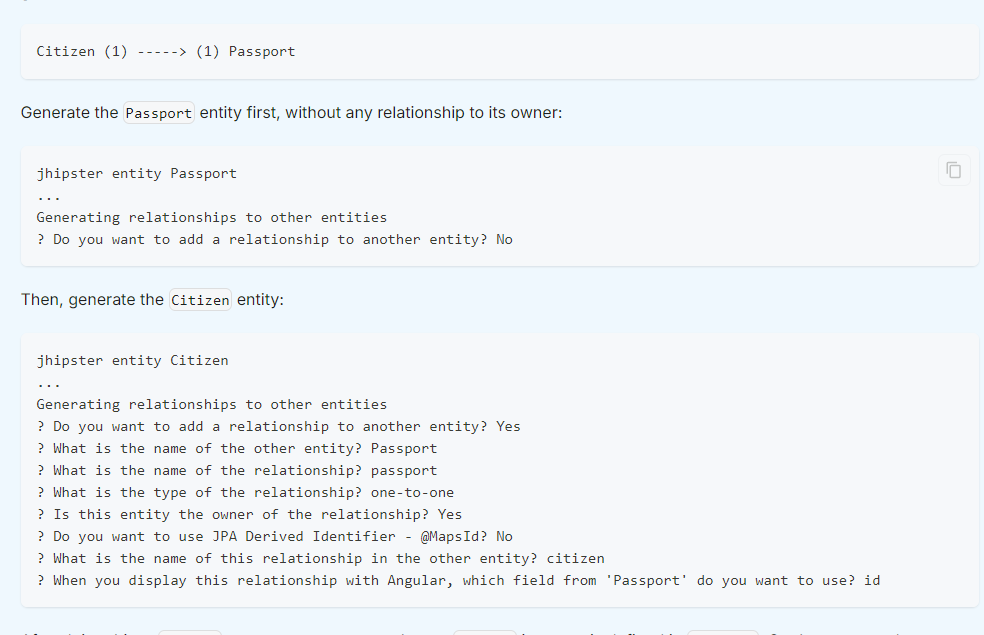 Citizen (1) -----> (1) Passport
Generate the Passport entity first, without any relationship to its owner:
jhipster entity Passport
...
Generating relationships to other entities
? Do you want to add a relationship to another entity? No
Then, generate the Citizen entity:
jhipster entity Citizen
...
Generating relationships to other entities
? Do you want to add a relationship to another entity? Yes
? What is the name of the other entity? Passport
? What is the name of the relationship? passport
? What is the type of the relationship? one-to-one
? Is this entity the owner of the relationship? Yes
? Do you want to use JPA Derived Identifier - @MapsId? No
? What is the name of this relationship in the other entity? citizen
? When you display this relationship with Angular, which field from 'Passport' do you want to use? id